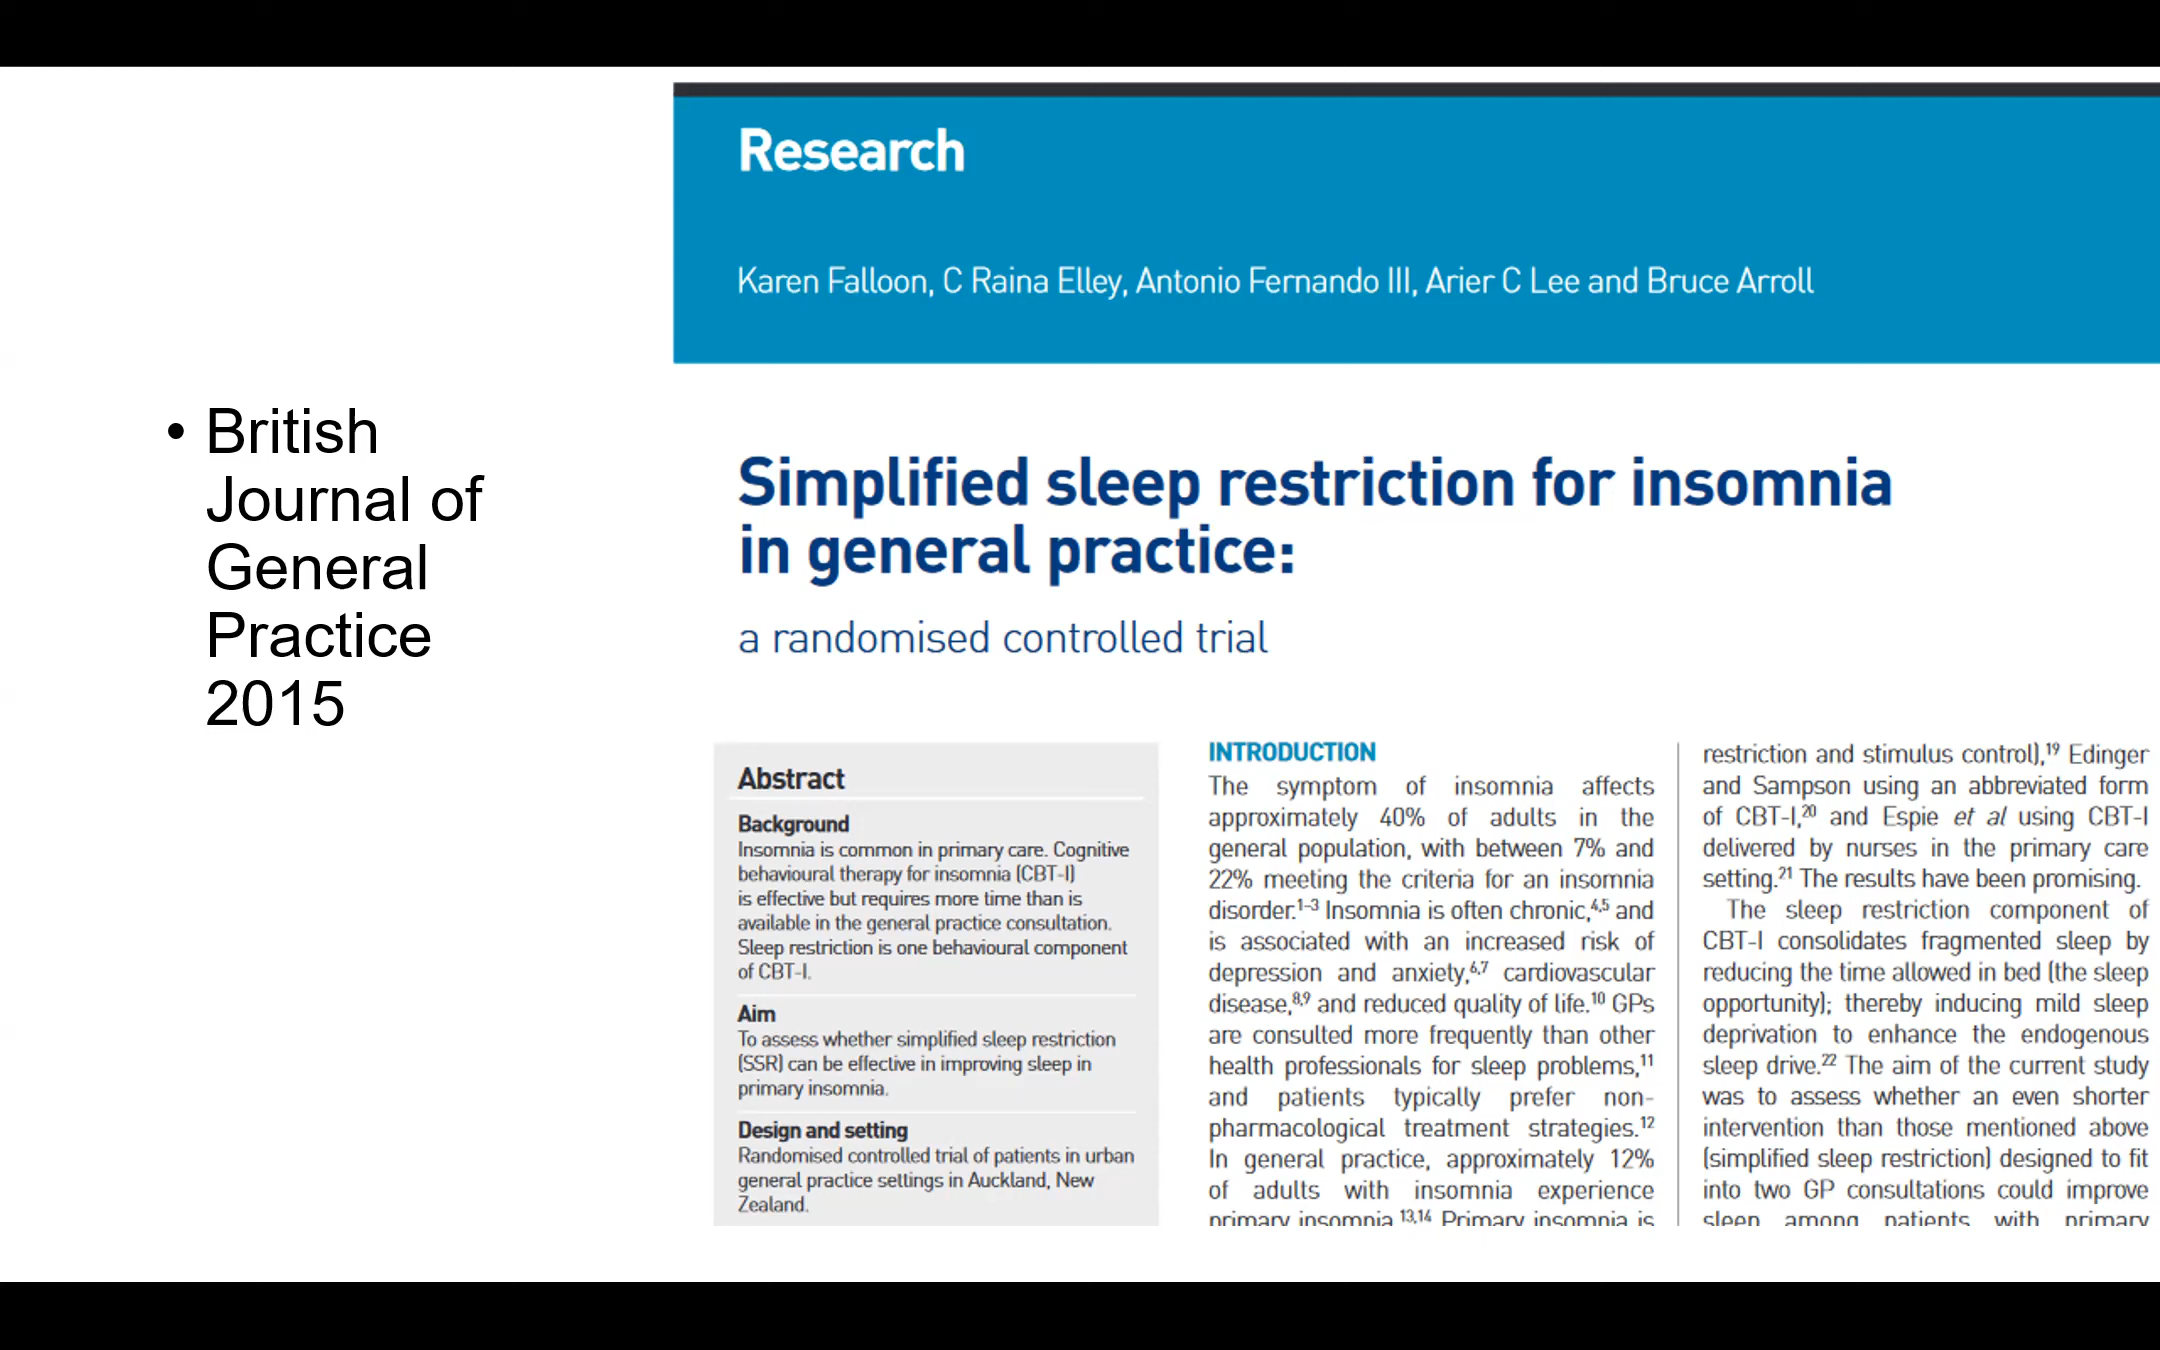 • British
Journal of
General
Practice
2015
Research
Karen Falloon, C Raina Elley, Antonio Fernando III, Arier C Lee and Bruce Arroll
Simplified sleep restriction for insomnia
in general practice:
a randomised controlled trial
Abstract
Background
Insomnia is common in primary care. Cognitive
behavioural therapy for insomnia (CBT-I)
is effective but requires more time than is
available in the general practice consultation.
Sleep restriction is one behavioural component
of CBT-I.
Aim
To assess whether simplified sleep restriction
(SSR) can be effective in improving sleep in
primary insomnia.
Design and setting
Randomised controlled trial of patients in urban
general practice settings in Auckland, New
Zealand.
INTRODUCTION
The symptom of insomnia affects
approximately 40% of adults in the
general population, with between 7% and
22% meeting the criteria for an insomnia
disorder.1–3 Insomnia is often chronic,4,5 and
is associated with an increased risk of
depression and anxiety,6,7 cardiovascular
disease,8,9 and reduced quality of life.10 GPs
are consulted more frequently than other
health professionals for sleep problems,11
and patients typically prefer non-
pharmacological treatment strategies.12
In general practice, approximately 12%
of adults with insomnia experience
primary insomnia.13,14 Primary insomnia is
restriction and stimulus control),19 Edinger
and Sampson using an abbreviated form
of CBT-I,20 and Espie et al using CBT-I
delivered by nurses in the primary care
setting.21 The results have been promising.
The sleep restriction component of
CBT-I consolidates fragmented sleep by
reducing the time allowed in bed (the sleep
opportunity); thereby inducing mild sleep
deprivation to enhance the endogenous
sleep drive.22 The aim of the current study
was to assess whether an even shorter
intervention than those mentioned above
(simplified sleep restriction) designed to fit
into two GP consultations could improve
sleep among patients with primary